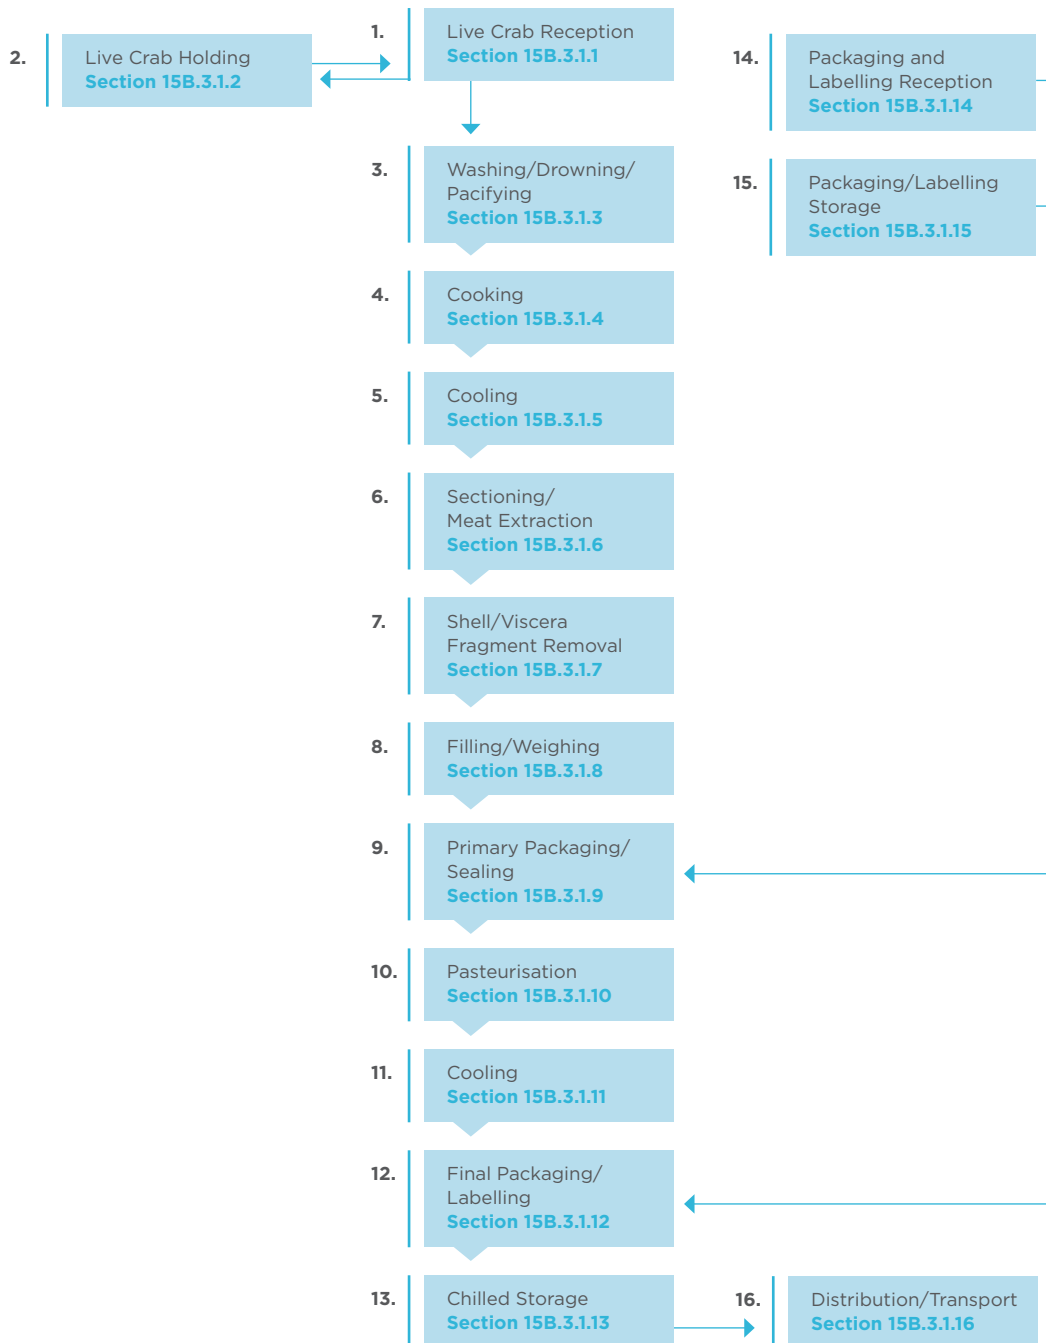 1.
Live Crab Reception
Section 15B.3.1.1
2.
Live Crab Holding
Section 15B.3.1.2
14.
Packaging and
Labelling Reception
Section 15B.3.1.14
3.
Washing/Drowning/
Pacifying
Section 15B.3.1.3
15.
Packaging/Labelling
Storage
Section 15B.3.1.15
4.
Cooking
Section 15B.3.1.4
5.
Cooling
Section 15B.3.1.5
6.
Sectioning/
Meat Extraction
Section 15B.3.1.6
7.
Shell/Viscera
Fragment Removal
Section 15B.3.1.7
8.
Filling/Weighing
Section 15B.3.1.8
9.
Primary Packaging/
Sealing
Section 15B.3.1.9
10.
Pasteurisation
Section 15B.3.1.10
11.
Cooling
Section 15B.3.1.11
12.
Final Packaging/
Labelling
Section 15B.3.1.12
13.
Chilled Storage
Section 15B.3.1.13
16.
Distribution/Transport
Section 15B.3.1.16